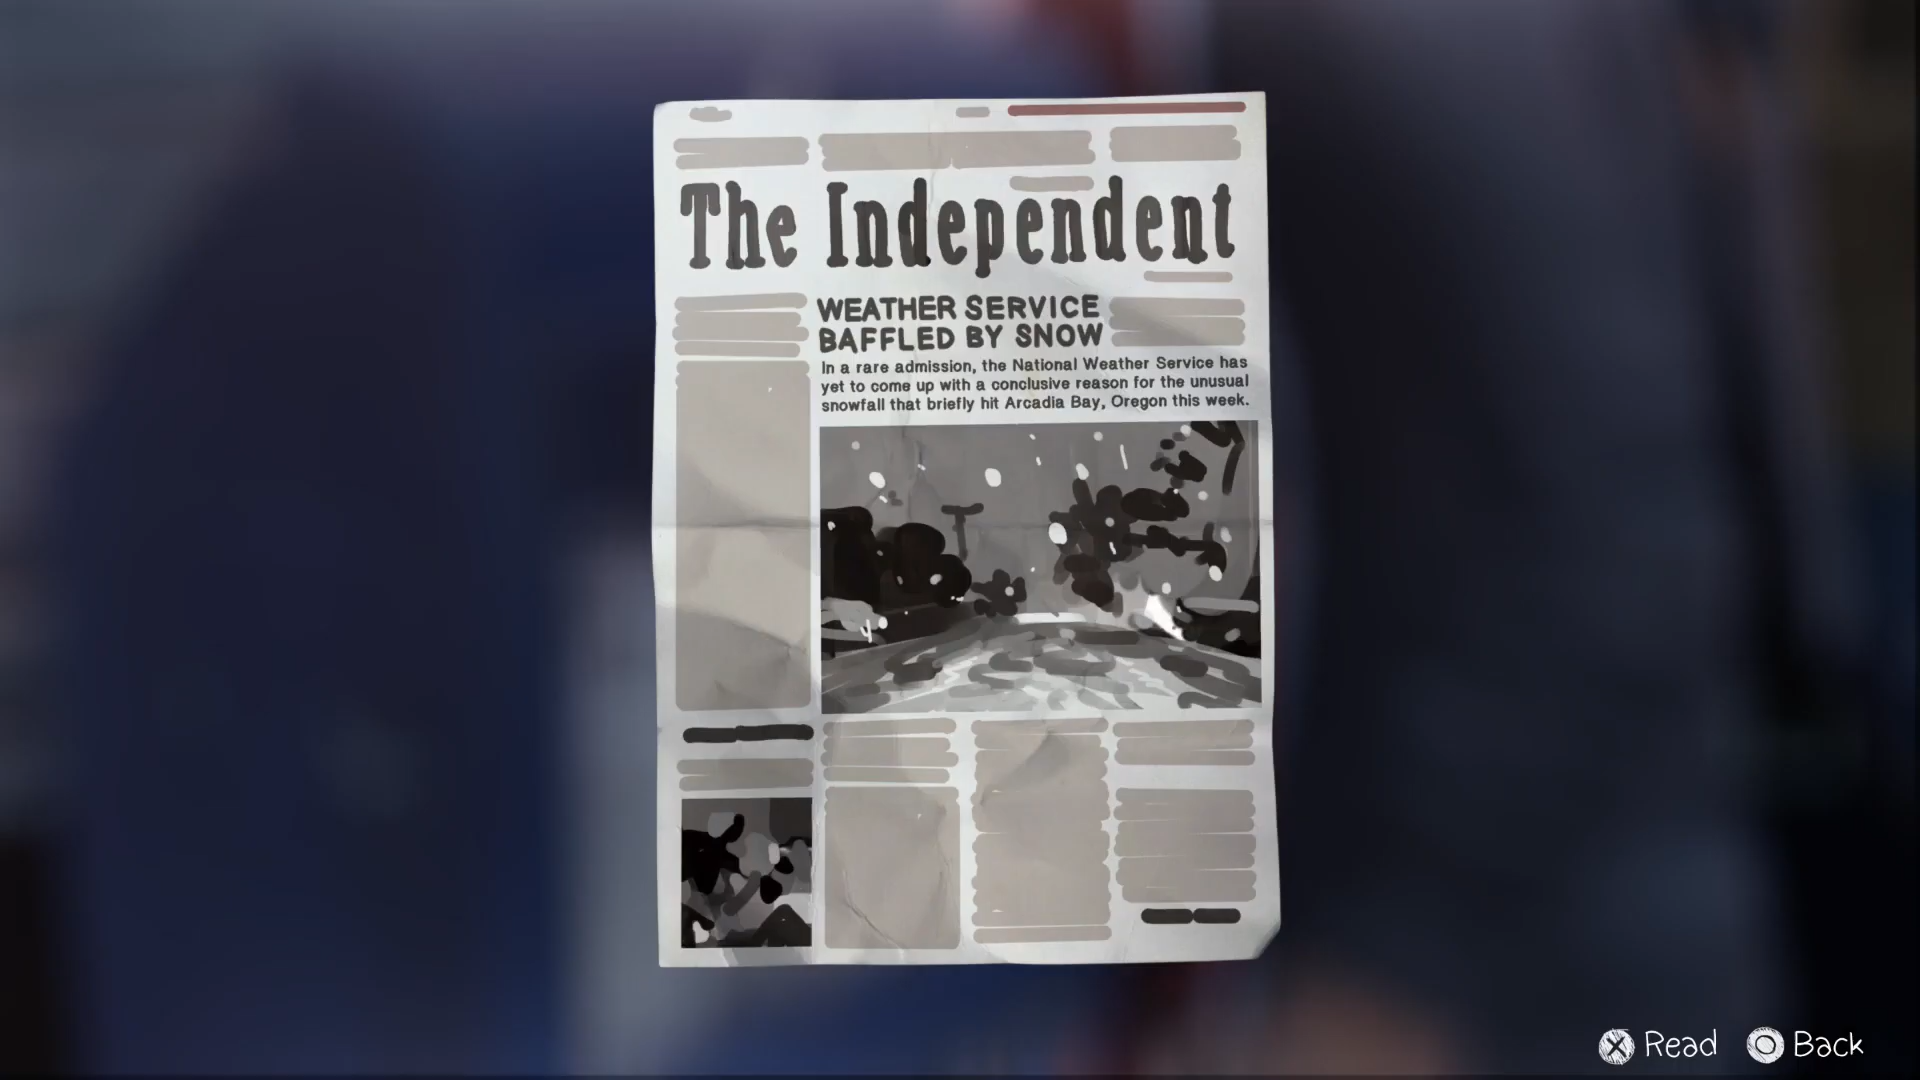 The Independent
WEATHER SERVICE
BAFFLED BY SNOW
In a rare admission, the National Weather Service has
yet to come up with a conclusive reason for the unusual
snowfall that briefly hit Arcadia Bay, Oregon this week.
Read Back